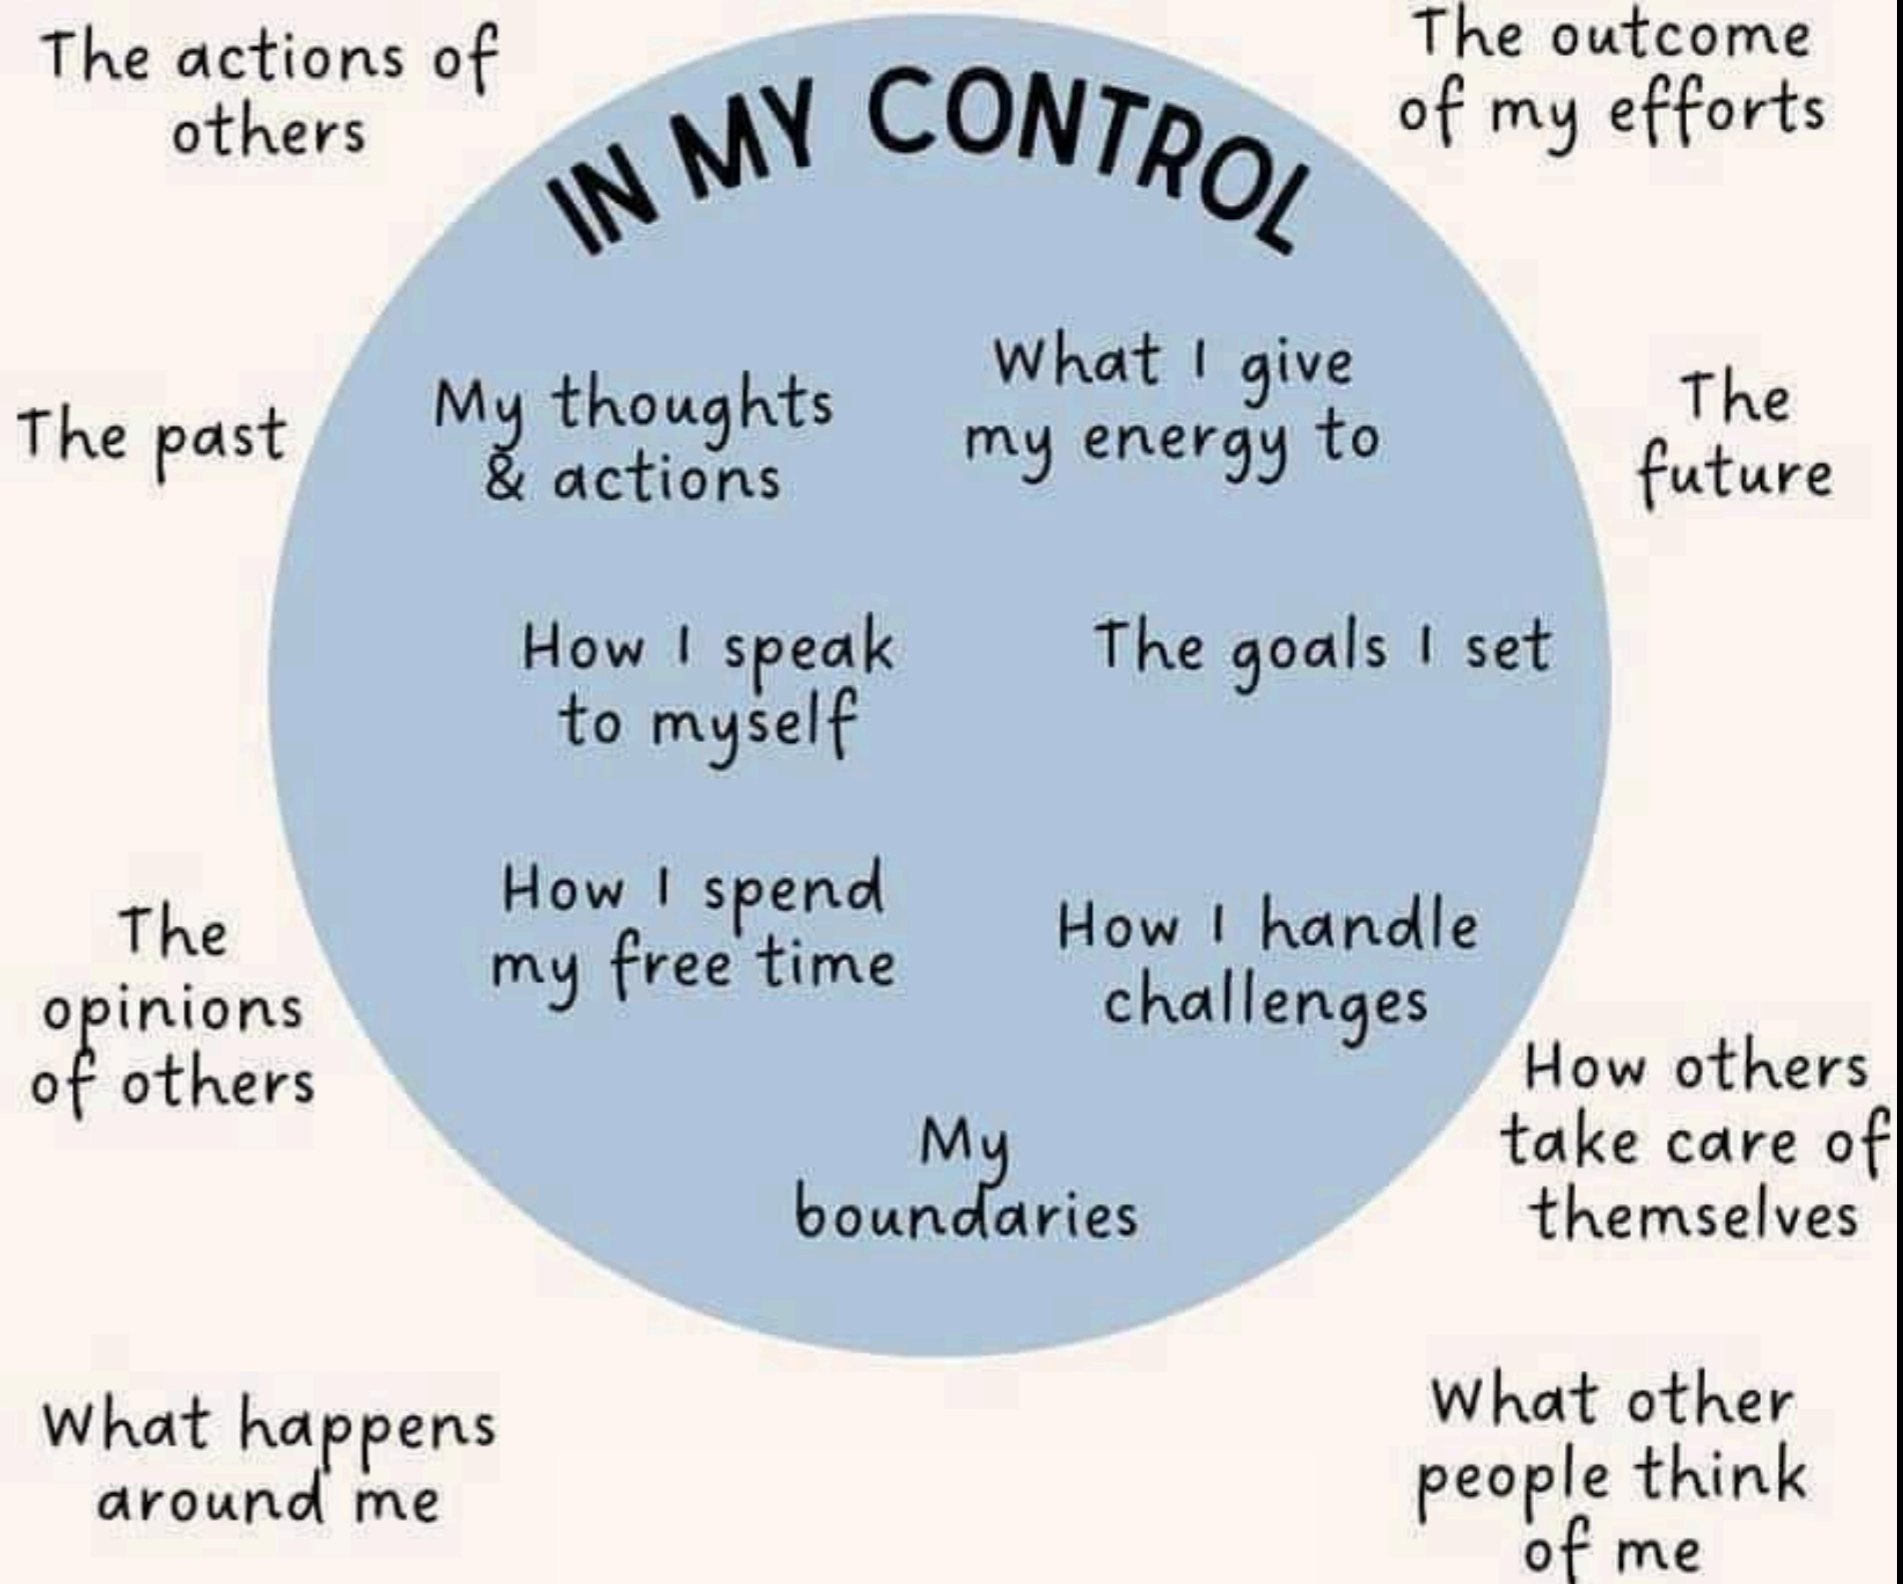 The actions of
others
The outcome
of my efforts
IN MY CONTROL
The past
My thoughts
& actions
What I give
my energy to
The
future
How I speak
to myself
The goals I set
The
opinions
of others
How I spend
my free time
How I handle
challenges
How others
take care of
themselves
My
boundaries
What happens
around me
What other
people think
of me